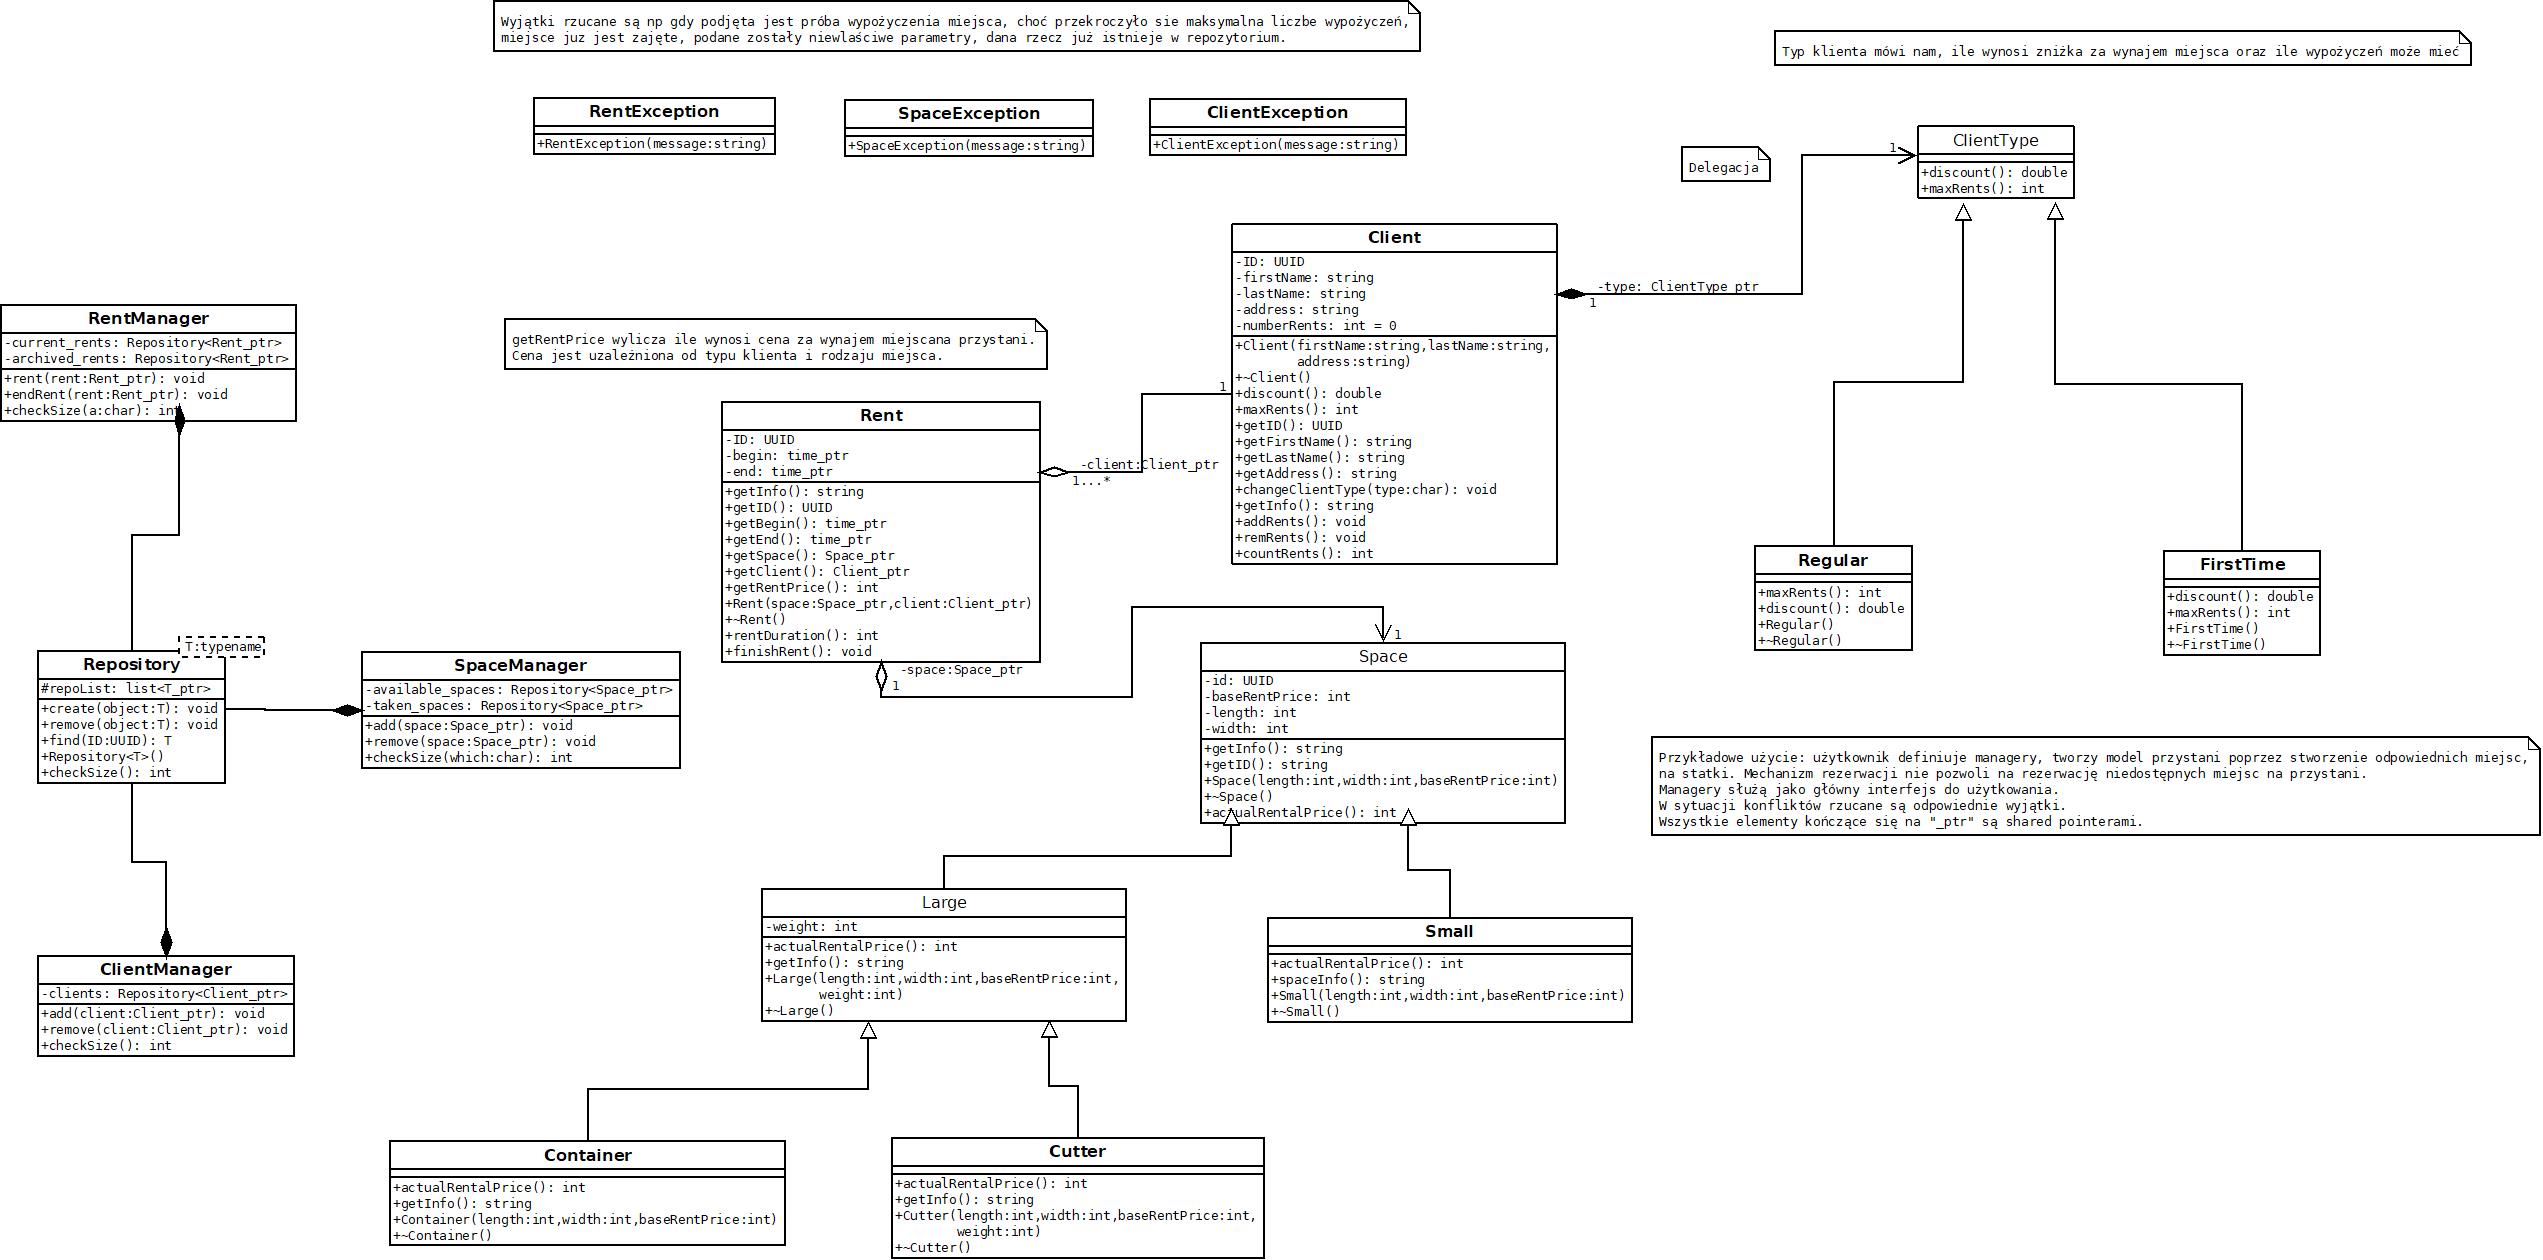 Wyjątki rzucane są np gdy podjęta jest próba wypożyczenia miejsca, choć przekroczyło sie maksymalna liczbe wypożyczeń,
miejsce juz jest zajęte, podane zostały niewlaściwe parametry, dana rzecz już istnieje w repozytorium.
Typ klienta mówi nam, ile wynosi zniżka za wynajem miejsca oraz ile wypożyczeń może mieć
RentException
+RentException(message:string)
SpaceException
+SpaceException(message:string)
ClientException
+ClientException(message:string)
Delegacja
ClientType
+discount(): double
+maxRents(): int
1
Client
-ID: UUID
-firstName: string
-lastName: string
-address: string
-numberRents: int = 0
+Client(firstName:string,lastName:string,
address:string)
+~Client()
+discount(): double
+maxRents(): int
+getID(): UUID
+getFirstName(): string
+getLastName(): string
+getAddress(): string
+changeClientType(type:char): void
+getInfo(): string
+addRents(): void
+remRents(): void
+countRents(): int
-type: ClientType_ptr
1
RentManager
-current_rents: Repository<Rent_ptr>
-archived_rents: Repository<Rent_ptr>
+rent(rent:Rent_ptr): void
+endRent(rent:Rent_ptr): void
+checkSize(a:char): int
getRentPrice wylicza ile wynosi cena za wynajem miejscana przystani.
Cena jest uzależniona od typu klienta i rodzaju miejsca.
Rent
-ID: UUID
-begin: time_ptr
-end: time_ptr
+getInfo(): string
+getID(): UUID
+getBegin(): time_ptr
+getEnd(): time_ptr
+getSpace(): Space_ptr
+getClient(): Client_ptr
+getRentPrice(): int
+Rent(space:Space_ptr,client:Client_ptr)
+~Rent()
+rentDuration(): int
+finishRent(): void
1
-client:Client_ptr
1...*
-space:Space_ptr
1
1
Regular
+maxRents(): int
+discount(): double
+Regular()
+~Regular()
FirstTime
+discount(): double
+maxRents(): int
+FirstTime()
+~FirstTime()
T:typename
Repository
#repoList: list<T_ptr>
+create(object:T): void
+remove(object:T): void
+find(ID:UUID): T
+Repository<T>()
+checkSize(): int
SpaceManager
-available_spaces: Repository<Space_ptr>
-taken_spaces: Repository<Space_ptr>
+add(space:Space_ptr): void
+remove(space:Space_ptr): void
+checkSize(which:char): int
Space
-id: UUID
-baseRentPrice: int
-length: int
-width: int
+getInfo(): string
+getID(): string
+Space(length:int,width:int,baseRentPrice:int)
+~Space()
+actualRentalPrice(): int
Przykładowe użycie: użytkownik definiuje managery, tworzy model przystani poprzez stworzenie odpowiednich miejsc,
na statki. Mechanizm rezerwacji nie pozwoli na rezerwację niedostępnych miejsc na przystani.
Managery służą jako główny interfejs do użytkowania.
W sytuacji konfliktów rzucane są odpowiednie wyjątki.
Wszystkie elementy kończące się na "_ptr" są shared pointerami.
Large
-weight: int
+actualRentalPrice(): int
+getInfo(): string
+Large(length:int,width:int,baseRentPrice:int,
weight:int)
+~Large()
Small
+actualRentalPrice(): int
+spaceInfo(): string
+Small(length:int,width:int,baseRentPrice:int)
+~Small()
ClientManager
-clients: Repository<Client_ptr>
+add(client:Client_ptr): void
+remove(client:Client_ptr): void
+checkSize(): int
Container
+actualRentalPrice(): int
+getInfo(): string
+Container(length:int,width:int,baseRentPrice:int)
+~Container()
Cutter
+actualRentalPrice(): int
+getInfo(): string
+Cutter(length:int,width:int,baseRentPrice:int,
weight:int)
+~Cutter()